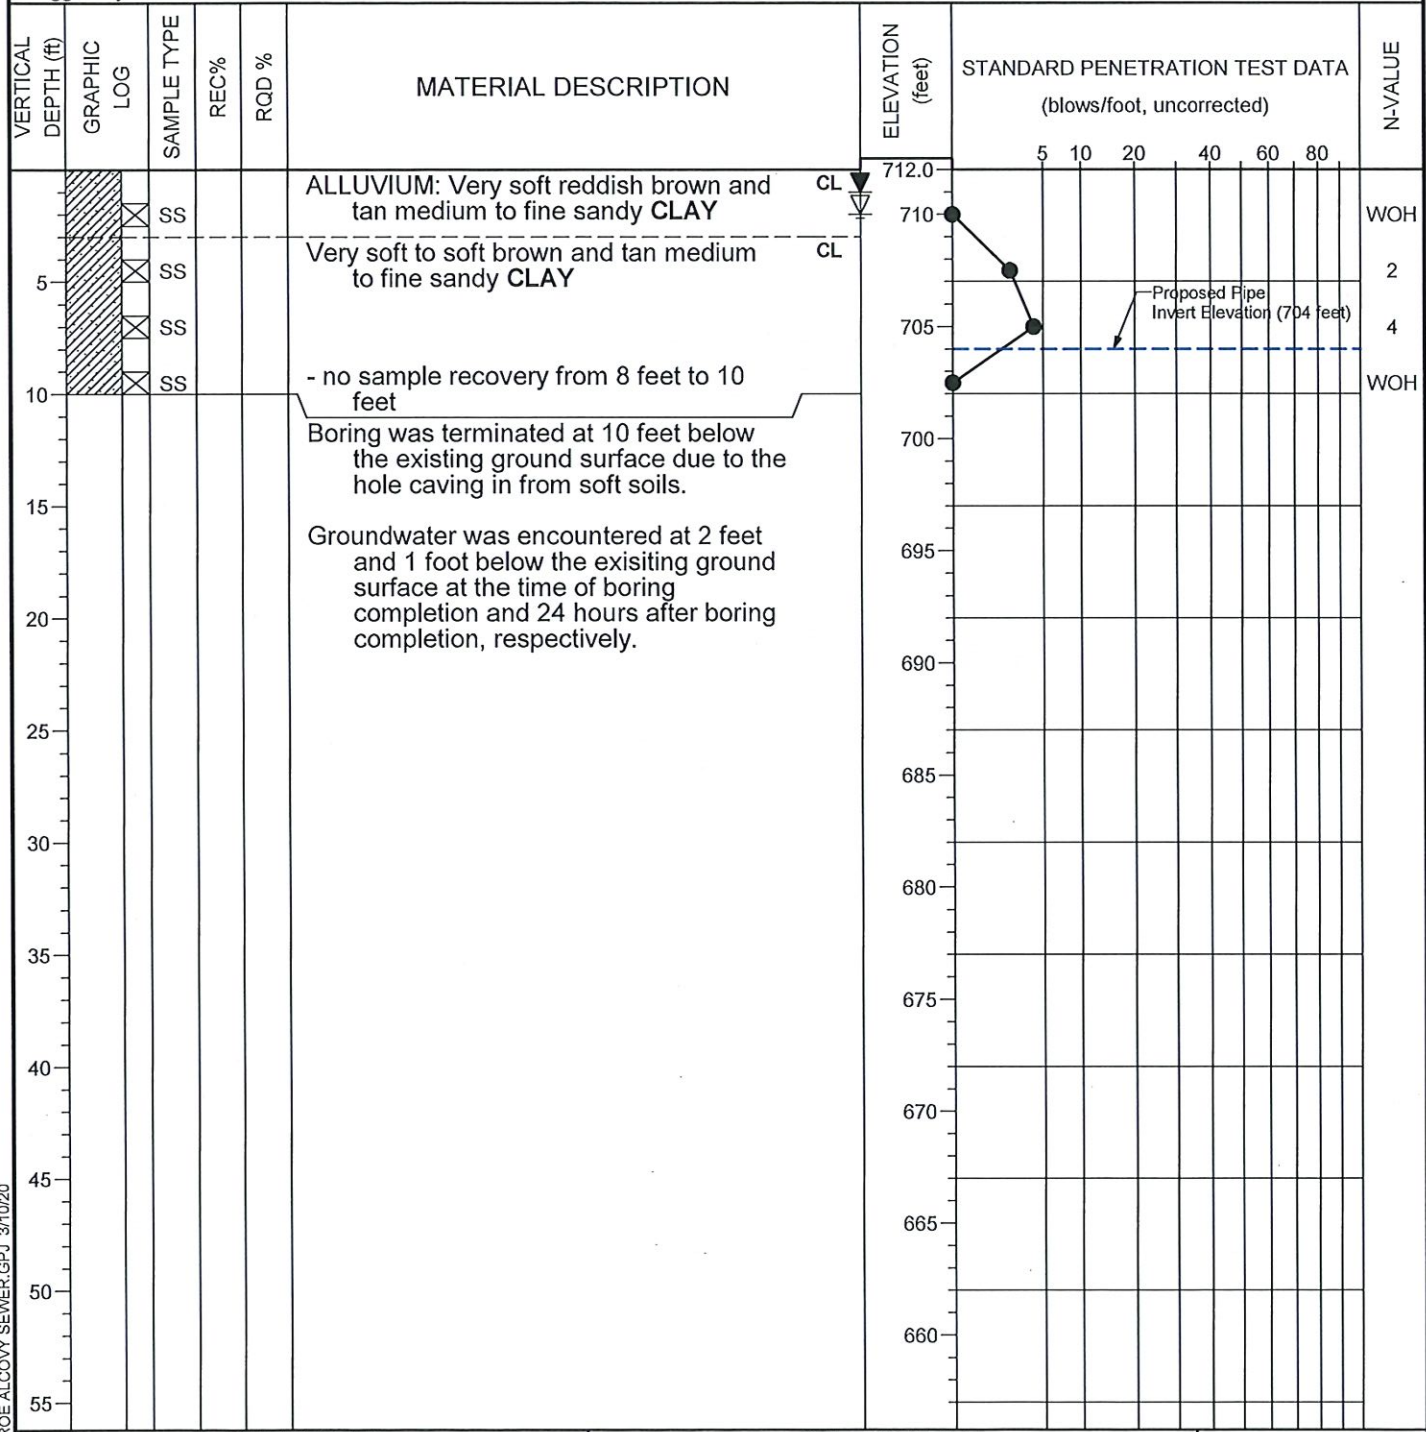 VERTICAL
DEPTH (ft)
GRAPHIC
LOG
SAMPLE TYPE
REC%
RQD %
MATERIAL DESCRIPTION
ELEVATION
(feet)
STANDARD PENETRATION TEST DATA
(blows/foot, uncorrected)
N-VALUE
5 10 20 40 60 80
712.0
ALLUVIUM: Very soft reddish brown and CL
tan medium to fine sandy CLAY
SS
710
WOH
Very soft to soft brown and tan medium CL
to fine sandy CLAY
SS
2
5
Proposed Pipe
Invert Elevation (704 feet)
SS
705
4
- no sample recovery from 8 feet to 10
feet
SS
WOH
10
Boring was terminated at 10 feet below
the existing ground surface due to the
hole caving in from soft soils.
700
15
Groundwater was encountered at 2 feet
and 1 foot below the exisiting ground
surface at the time of boring
completion and 24 hours after boring
completion, respectively.
695
20
690
25
685
30
680
35
675
40
670
45
665
50
660
55
ALCOVY SEWER.GPJ 3/10/20